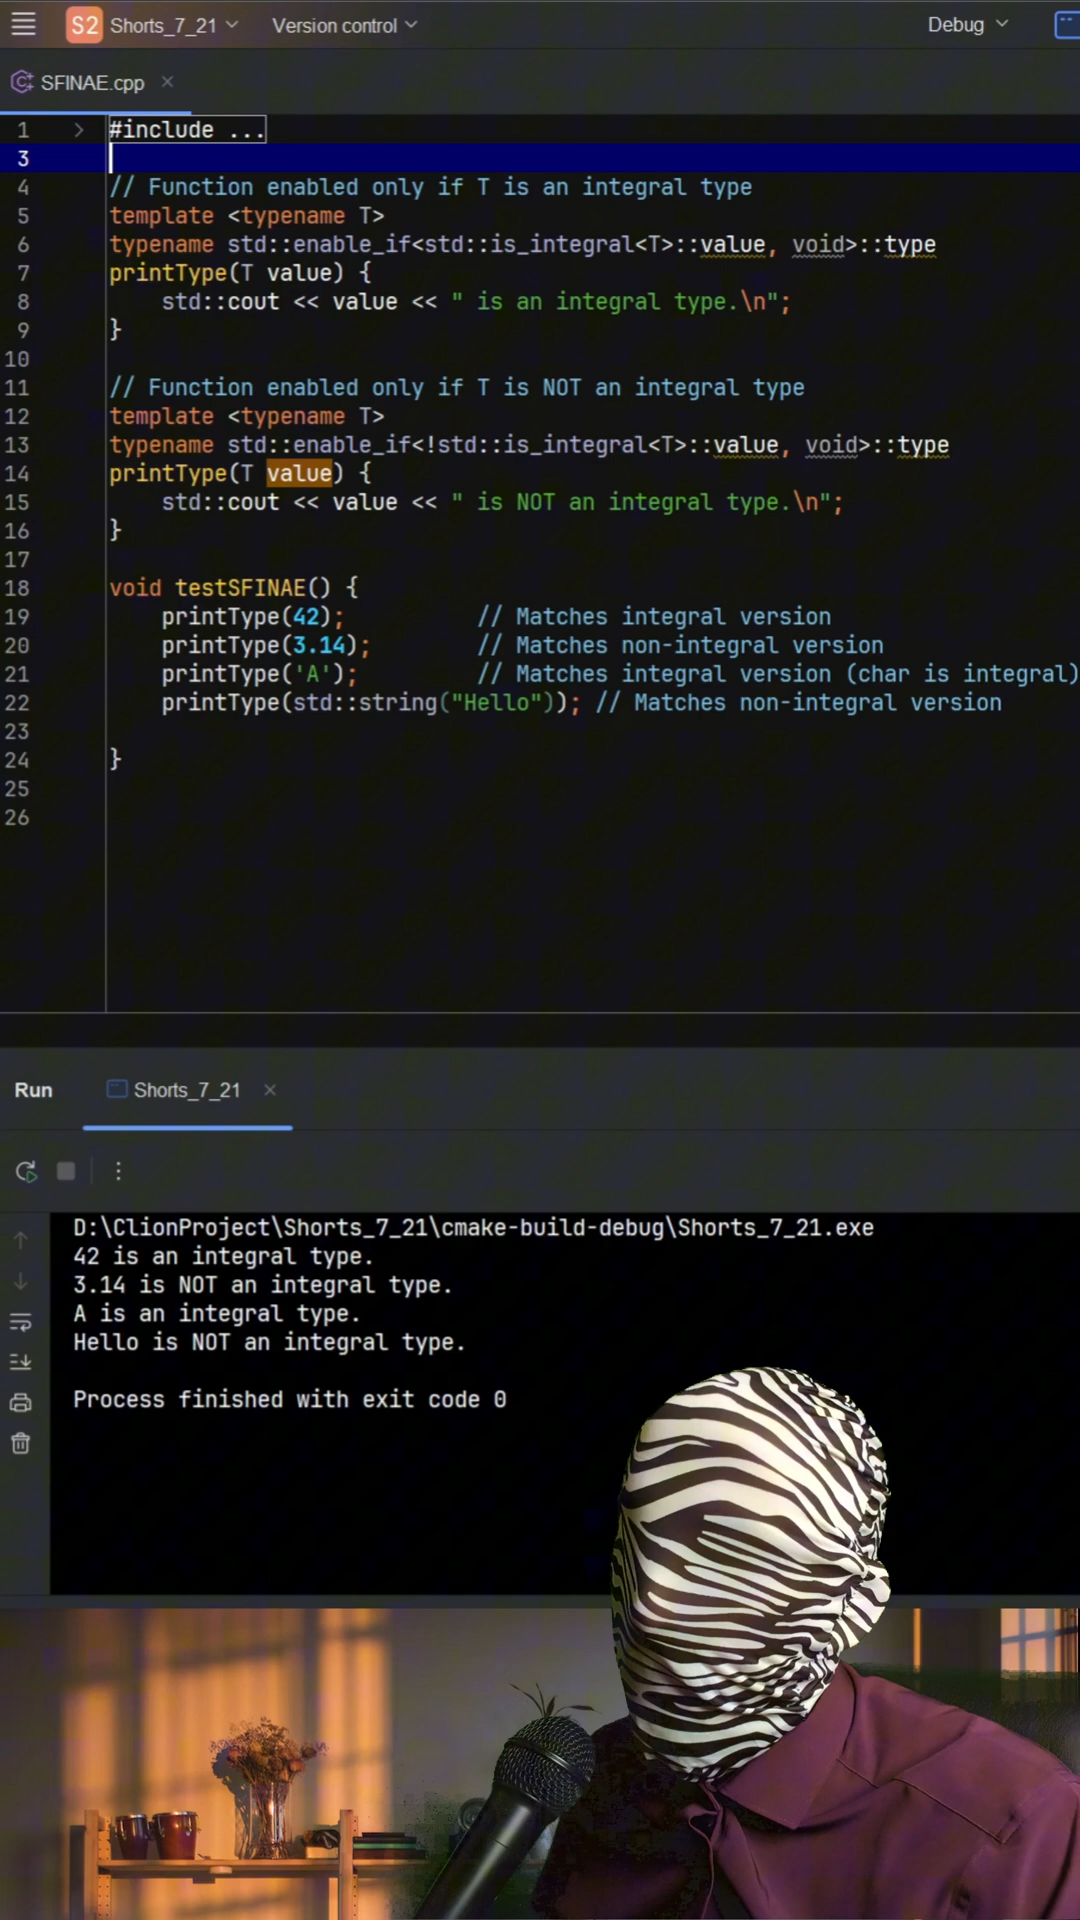 S2 Shorts_7_21 Version control Debug
SFINAE.cpp
1 #include ...
3
4 // Function enabled only if T is an integral type
5 template <typename T>
6 typename std::enable_if<std::is_integral<T>::value, void>::type
7 printType(T value) {
8 std::cout << value << " is an integral type.\n";
9 }
10
11 // Function enabled only if T is NOT an integral type
12 template <typename T>
13 typename std::enable_if<!std::is_integral<T>::value, void>::type
14 printType(T value) {
15 std::cout << value << " is NOT an integral type.\n";
16 }
17
18 void testSFINAE() {
19 printType(42); // Matches integral version
20 printType(3.14); // Matches non-integral version
21 printType('A'); // Matches integral version (char is integral)
22 printType(std::string("Hello")); // Matches non-integral version
23
24 }
25
26
Run Shorts_7_21
D:\ClionProject\Shorts_7_21\cmake-build-debug\Shorts_7_21.exe
42 is an integral type.
3.14 is NOT an integral type.
A is an integral type.
Hello is NOT an integral type.
Process finished with exit code 0